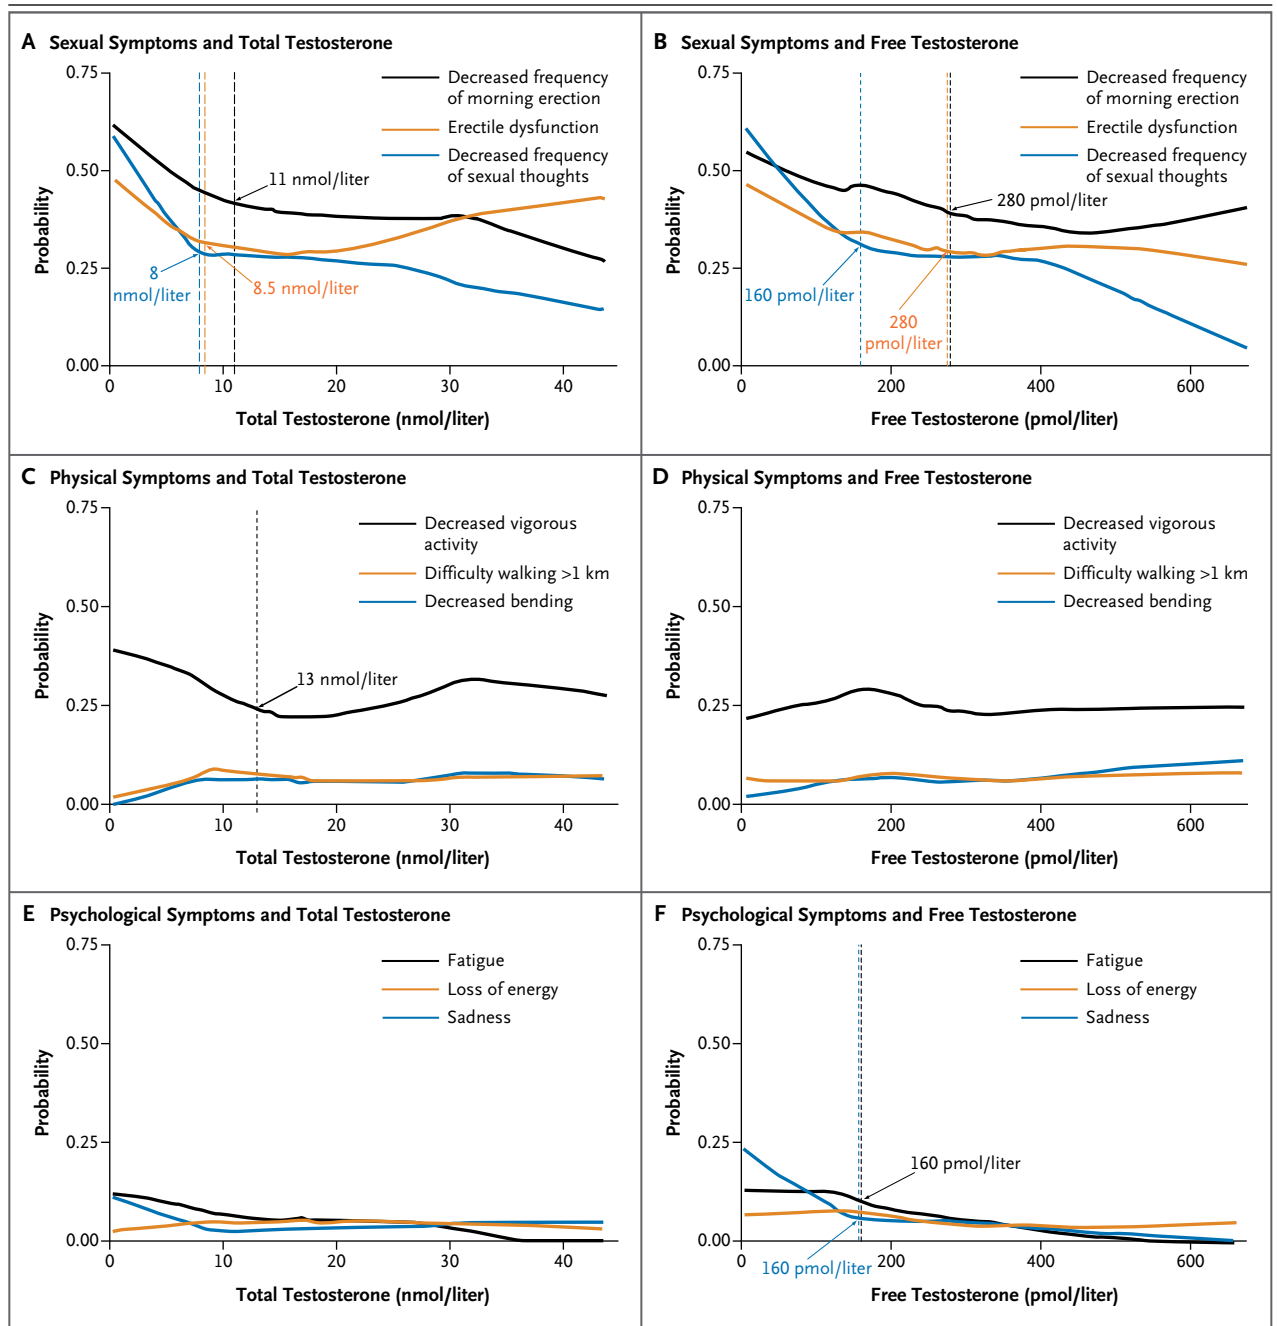 A Sexual Symptoms and Total Testosterone
0.75
0.50
0.25
0.00
Probability
Decreased frequency
of morning erection
Erectile dysfunction
Decreased frequency
of sexual thoughts
11 nmol/liter
8
nmol/liter
8.5 nmol/liter
0 10 20 30 40
Total Testosterone (nmol/liter)
B Sexual Symptoms and Free Testosterone
0.75
0.50
0.25
0.00
Probability
Decreased frequency
of morning erection
Erectile dysfunction
Decreased frequency
of sexual thoughts
280 pmol/liter
160 pmol/liter
280
pmol/liter
0 200 400 600
Free Testosterone (pmol/liter)
C Physical Symptoms and Total Testosterone
0.75
0.50
0.25
0.00
Probability
Decreased vigorous
activity
Difficulty walking >1 km
Decreased bending
13 nmol/liter
0 10 20 30 40
Total Testosterone (nmol/liter)
D Physical Symptoms and Free Testosterone
0.75
0.50
0.25
0.00
Probability
Decreased vigorous
activity
Difficulty walking >1 km
Decreased bending
0 200 400 600
Free Testosterone (pmol/liter)
E Psychological Symptoms and Total Testosterone
0.75
0.50
0.25
0.00
Probability
Fatigue
Loss of energy
Sadness
0 10 20 30 40
Total Testosterone (nmol/liter)
F Psychological Symptoms and Free Testosterone
0.75
0.50
0.25
0.00
Probability
Fatigue
Loss of energy
Sadness
160 pmol/liter
160 pmol/liter
0 200 400 600
Free Testosterone (pmol/liter)